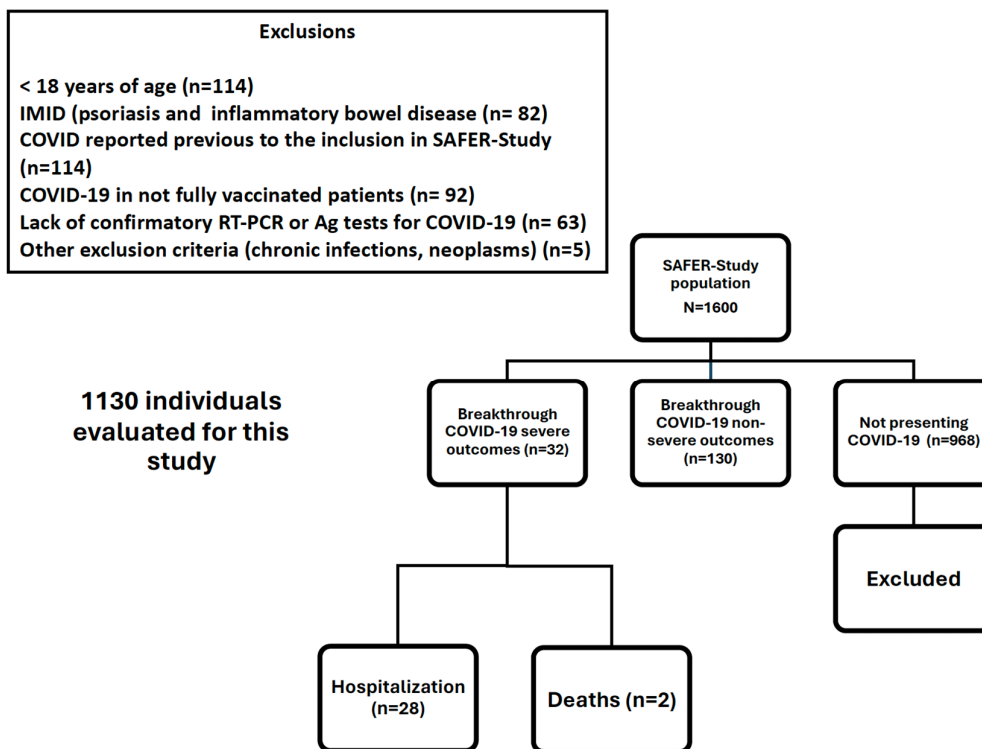 Exclusions
< 18 years of age (n=114)
IMID (psoriasis and inflammatory bowel disease (n= 82)
COVID reported previous to the inclusion in SAFER-Study
(n=114)
COVID-19 in not fully vaccinated patients (n= 92)
Lack of confirmatory RT-PCR or Ag tests for COVID-19 (n= 63)
Other exclusion criteria (chronic infections, neoplasms) (n=5)
SAFER-Study
population
N=1600
1130 individuals
evaluated for this
study
Breakthrough
COVID-19 severe
outcomes (n=32)
Breakthrough
COVID-19 non-
severe outcomes
(n=130)
Not presenting
COVID-19 (n=968)
Excluded
Hospitalization
(n=28)
Deaths (n=2)